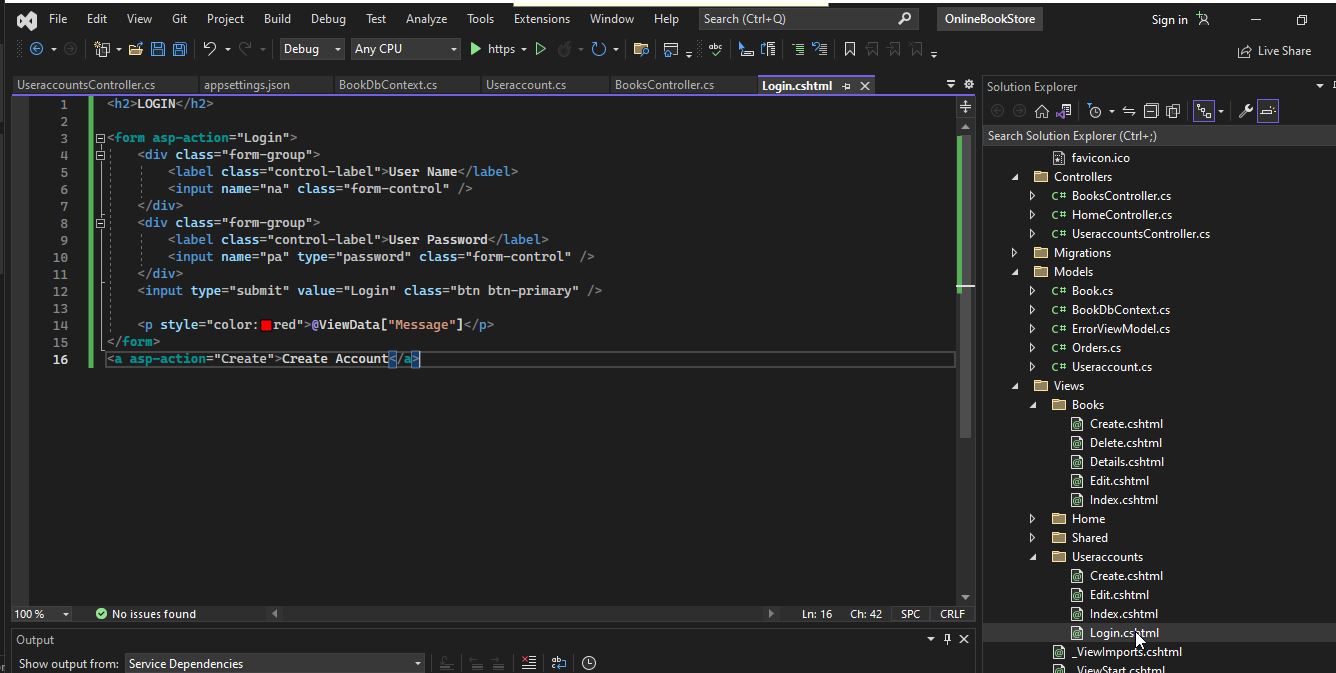 File Edit View Git Project Build Debug Test Analyze Tools Extensions Window Help Search (Ctrl+Q) OnlineBookStore Sign in
Debug Any CPU https Live Share
UseraccountsController.cs appsettings.json BookDbContext.cs Useraccount.cs BooksController.cs Login.cshtml
1 <h2>LOGIN</h2>
2
3 <form asp-action="Login">
4 <div class="form-group">
5 <label class="control-label">User Name</label>
6 <input name="na" class="form-control" />
7 </div>
8 <div class="form-group">
9 <label class="control-label">User Password</label>
10 <input name="pa" type="password" class="form-control" />
11 </div>
12 <input type="submit" value="Login" class="btn btn-primary" />
13
14 <p style="color:red">@ViewData["Message"]</p>
15 </form>
16 <a asp-action="Create">Create Account</a>
100 % No issues found Ln: 16 Ch: 42 SPC CRLF
Output
Show output from: Service Dependencies
Solution Explorer
Search Solution Explorer (Ctrl+;)
favicon.ico
Controllers
C# BooksController.cs
C# HomeController.cs
C# UseraccountsController.cs
Migrations
Models
C# Book.cs
C# BookDbContext.cs
C# ErrorViewModel.cs
C# Orders.cs
C# Useraccount.cs
Views
Books
Create.cshtml
Delete.cshtml
Details.cshtml
Edit.cshtml
Index.cshtml
Home
Shared
Useraccounts
Create.cshtml
Edit.cshtml
Index.cshtml
Login.cshtml
_ViewImports.cshtml
_ViewStart.cshtml